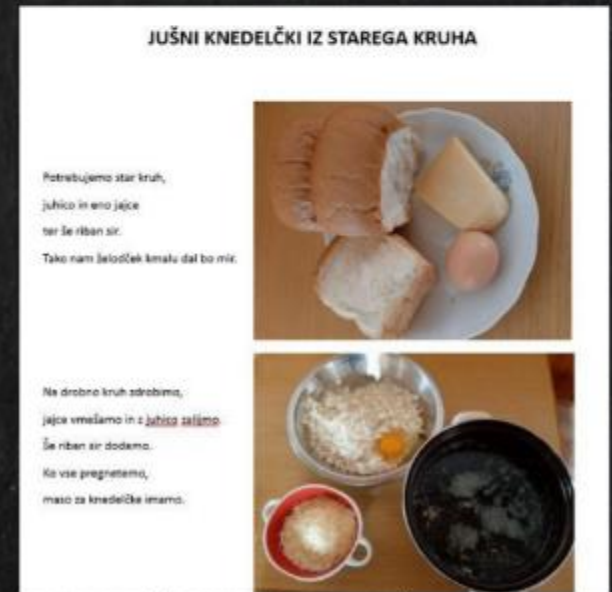 JUŠNI KNEDELČKI IZ STAREGA KRUHA
Potrebujemo star kruh,
juhico in eno jajce
ter še riban sir.
Tako nam želodček kmalu dal bo mir.
Na drobno kruh zdrobimo,
jajce vmešamo in z juhico zalijmo.
Še riban sir dodamo.
Ko vse pregnetemo,
maso za knedelčke imamo.